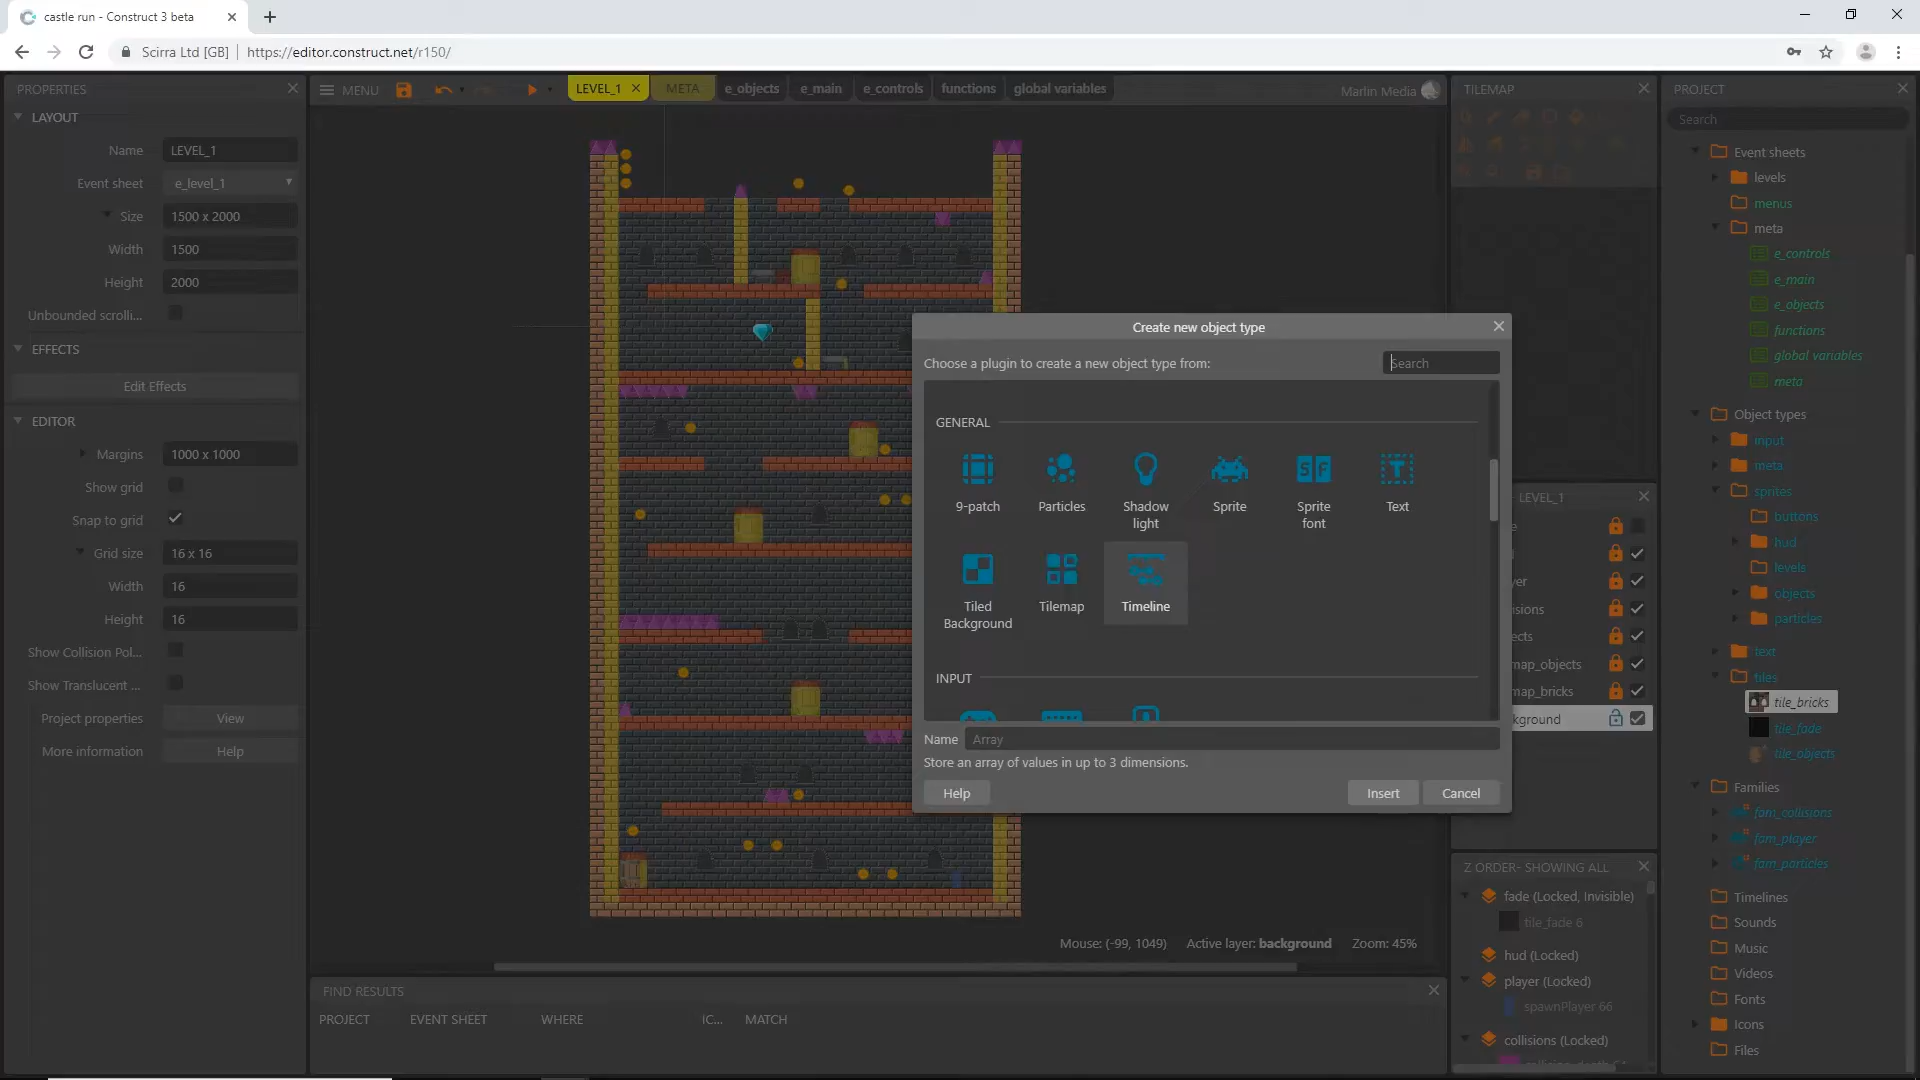 castle run - Construct 3 beta
Scirra Ltd [GB]
https://editor.construct.net/r150/
PROPERTIES
LAYOUT
Name LEVEL_1
Event sheet e_level_1
Size 1500 x 2000
Width 1500
Height 2000
Unbounded scrolli...
EFFECTS
Edit Effects
EDITOR
Margins 1000 x 1000
Show grid
Snap to grid
Grid size 16 x 16
Width 16
Height 16
Show Collision Pol...
Show Translucent ...
Project properties View
More information Help
MENU
LEVEL_1 META e_objects e_main e_controls functions global variables
Marlin Media
Create new object type
Choose a plugin to create a new object type from:
Search
GENERAL
9-patch Particles Shadow light Sprite Sprite font Text
Tiled Background Tilemap Timeline
INPUT
Name Array
Store an array of values in up to 3 dimensions.
Help Insert Cancel
Mouse: (-99, 1049) Active layer: background Zoom: 45%
FIND RESULTS
PROJECT EVENT SHEET WHERE IC... MATCH
TILEMAP
LEVEL_1
Z ORDER- SHOWING ALL
fade (Locked, Invisible)
tile_fade 6
hud (Locked)
player (Locked)
spawnPlayer 66
collisions (Locked)
PROJECT
Search
Event sheets
levels
menus
meta
e_controls
e_main
e_objects
functions
global variables
meta
Object types
input
meta
sprites
buttons
hud
levels
objects
particles
text
tiles
tile_bricks
tile_fade
tile_objects
Families
fam_collisions
fam_player
fam_particles
Timelines
Sounds
Music
Videos
Fonts
Icons
Files